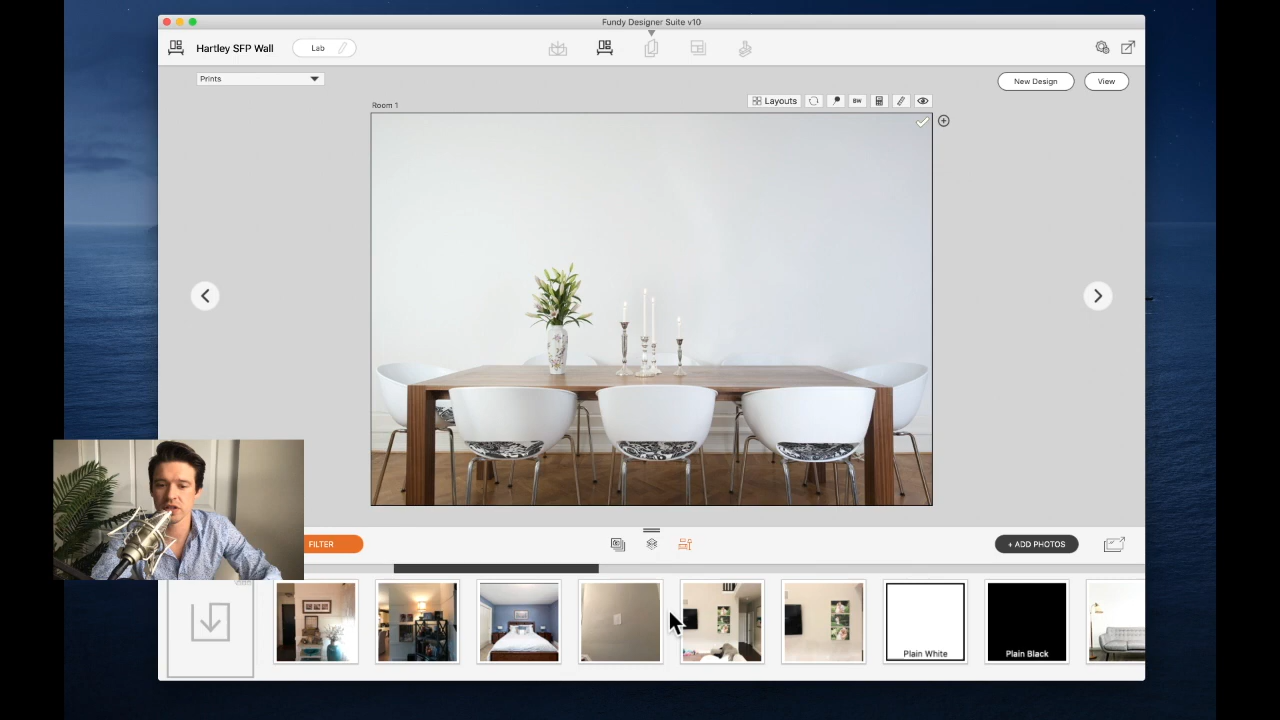 Fundy Designer Suite v10
Hartley SFP Wall
Lab
Prints
New Design
View
Room 1
Layouts
BW
FILTER
+ ADD PHOTOS
Plain White
Plain Black